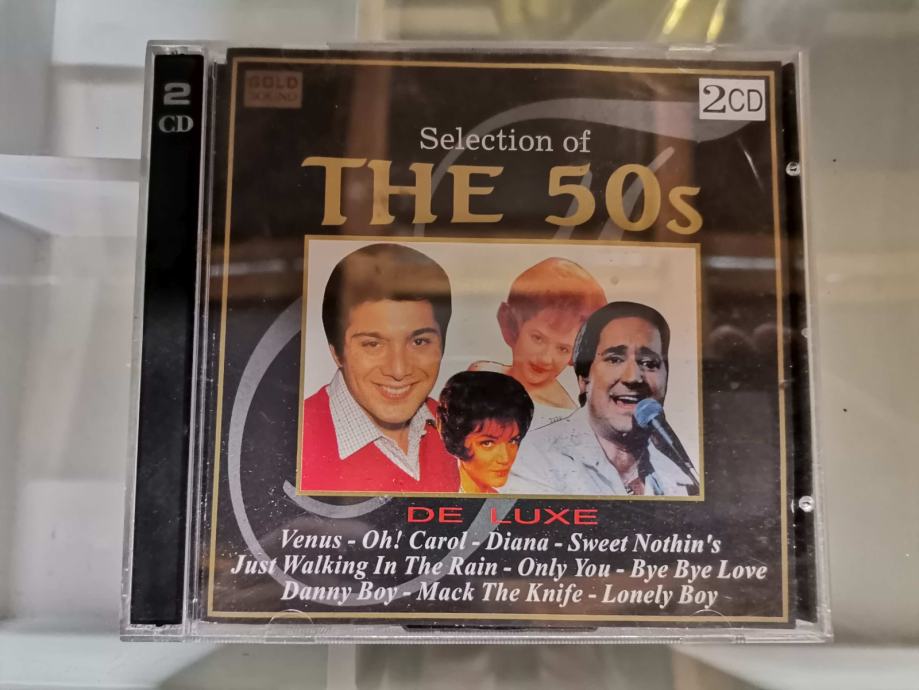 2
CD
GOLD
SOUND
2CD
Selection of
THE 50s
DE LUXE
Venus - Oh! Carol - Diana - Sweet Nothin's
Just Walking In The Rain - Only You - Bye Bye Love
Danny Boy - Mack The Knife - Lonely Boy